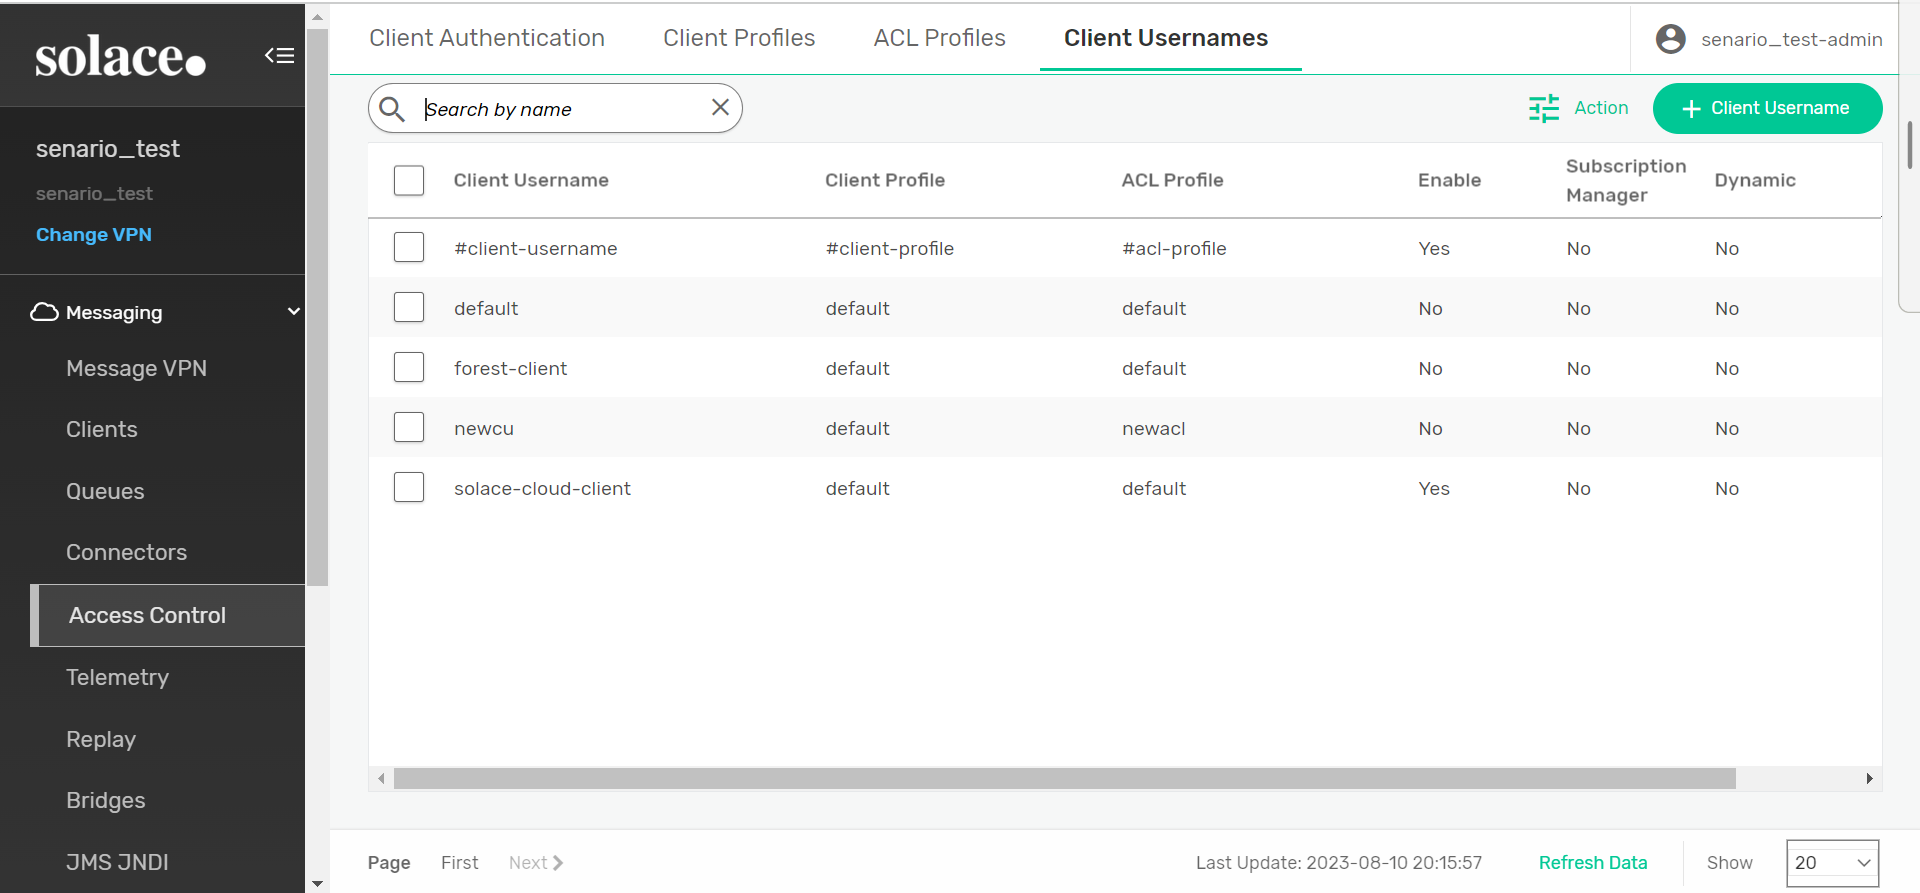 solace.
senario_test
senario_test
Change VPN
Messaging
Message VPN
Clients
Queues
Connectors
Access Control
Telemetry
Replay
Bridges
JMS JNDI
Client Authentication Client Profiles ACL Profiles Client Usernames
senario_test-admin
Search by name
Action
+ Client Username
Client Username Client Profile ACL Profile Enable Subscription Manager Dynamic
#client-username #client-profile #acl-profile Yes No No
default default default No No No
forest-client default default No No No
newcu default newacl No No No
solace-cloud-client default default Yes No No
Page First Next Last Update: 2023-08-10 20:15:57 Refresh Data Show 20